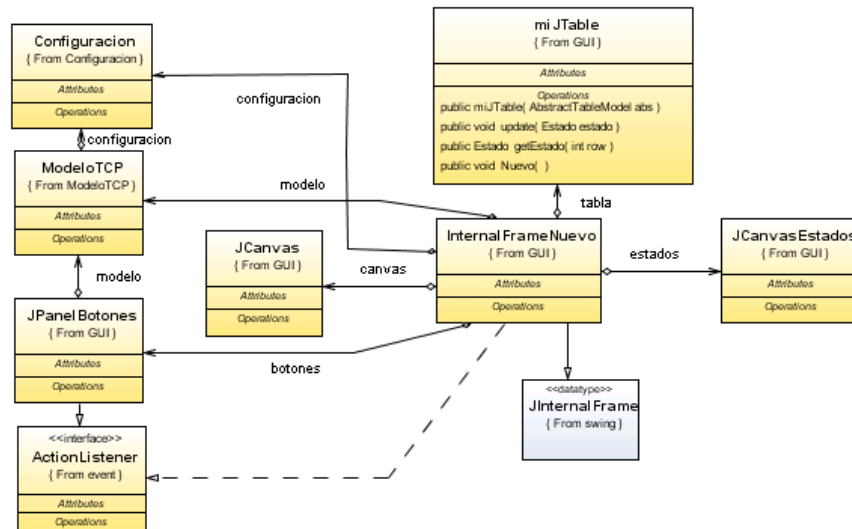 Configuracion
{ From Configuracion }
Attributes
Operations
configuracion
ModeloTCP
{ From ModeloTCP }
Attributes
Operations
modelo
JPanelBotones
{ From GUI }
Attributes
Operations
<<interface>>
ActionListener
{ From event }
Attributes
Operations
configuracion
modelo
JCanvas
{ From GUI }
Attributes
Operations
canvas
botones
miJTable
{ From GUI }
Attributes
Operations
public miJTable( AbstractTableModel abs )
public void update( Estado estado )
public Estado getEstado( int row )
public void Nuevo( )
tabla
InternalFrameNuevo
{ From GUI }
Attributes
Operations
estados
JCanvasEstados
{ From GUI }
Attributes
Operations
<<datatype>>
JInternalFrame
{ From swing }